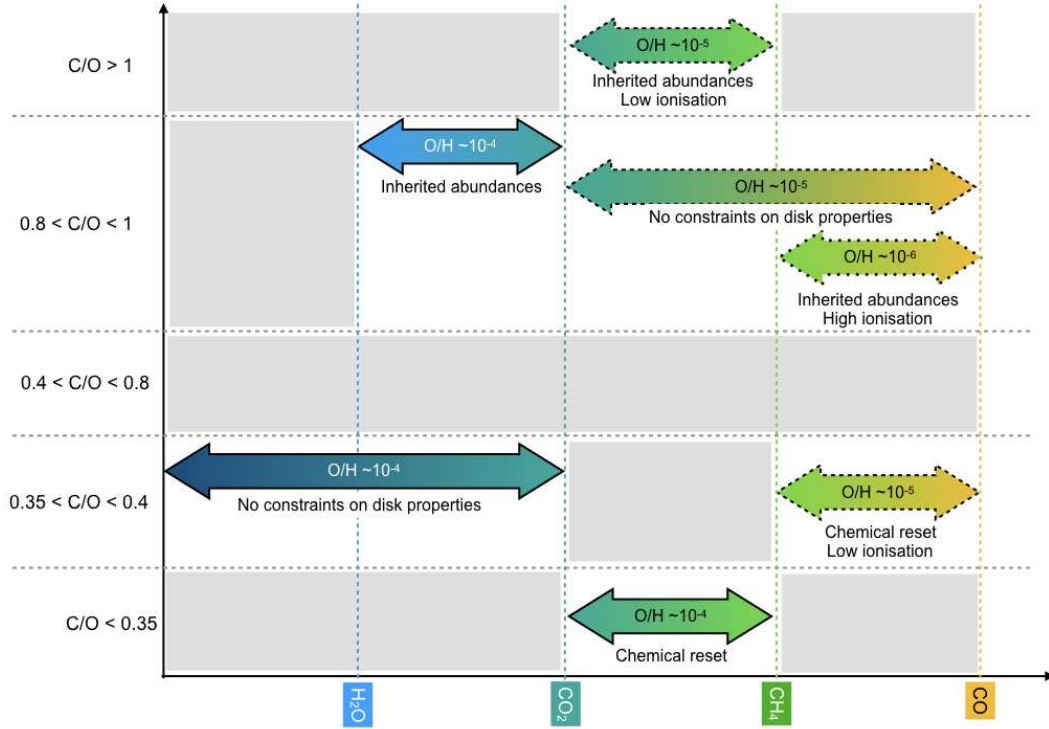 C/O > 1
O/H ~10⁻⁵
Inherited abundances
Low ionisation
0.8 < C/O < 1
O/H ~10⁻⁴
Inherited abundances
O/H ~10⁻⁵
No constraints on disk properties
O/H ~10⁻⁶
Inherited abundances
High ionisation
0.4 < C/O < 0.8
0.35 < C/O < 0.4
O/H ~10⁻⁴
No constraints on disk properties
O/H ~10⁻⁵
Chemical reset
Low ionisation
C/O < 0.35
O/H ~10⁻⁴
Chemical reset
H₂O
CO₂
CH₄
CO